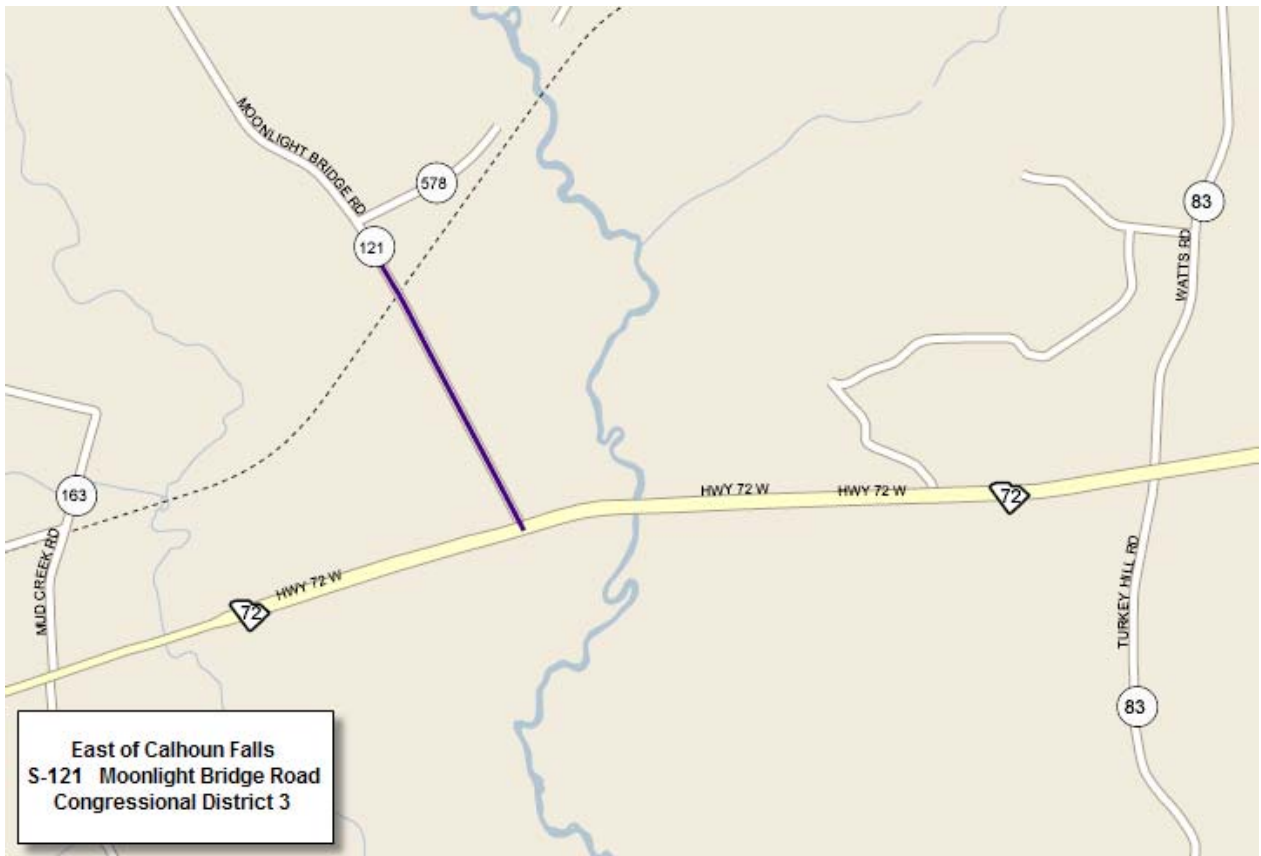 MOONLIGHT BRIDGE RD
578
121
83
WATTS RD
163
MUD CREEK RD
HWY 72 W
HWY 72 W
72
HWY 72 W
72
TURKEY HILL RD
83
East of Calhoun Falls
S-121 Moonlight Bridge Road
Congressional District 3